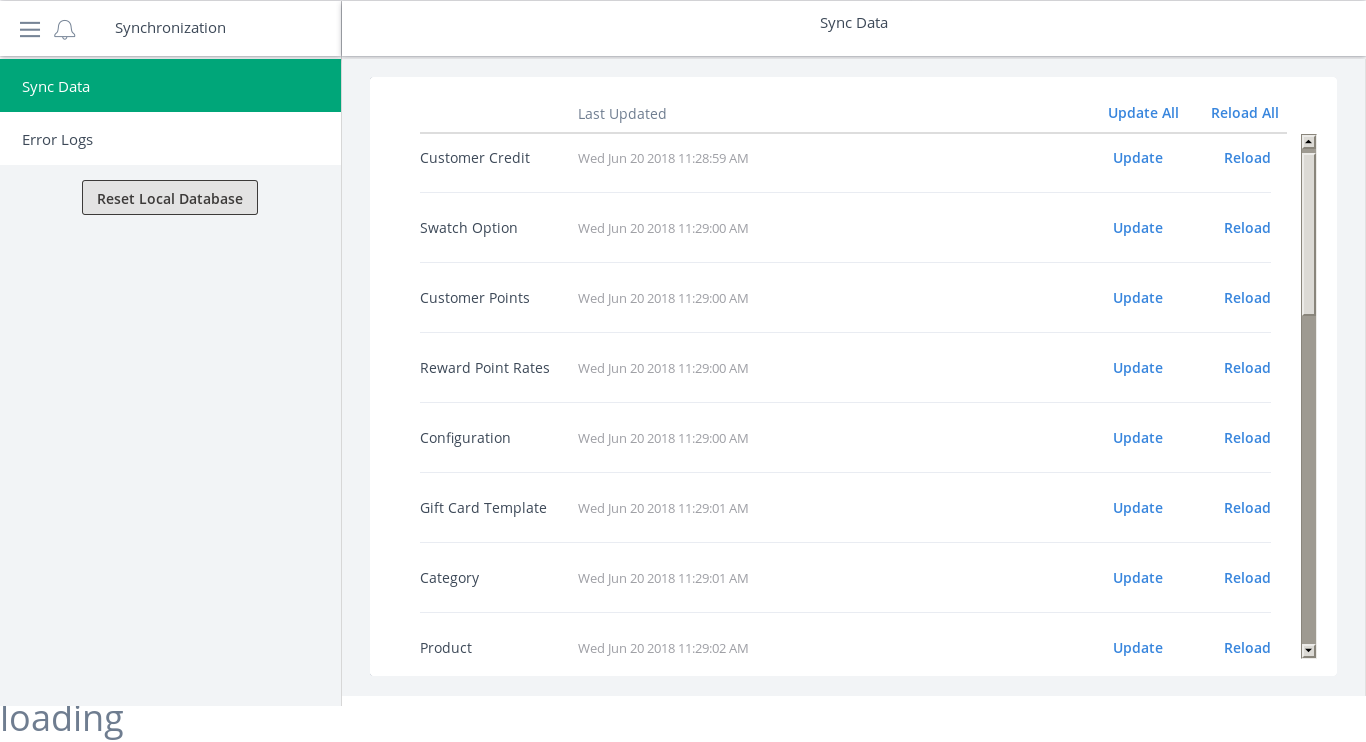 Synchronization
Sync Data
Sync Data
Error Logs
Reset Local Database
Last Updated Update All Reload All
Customer Credit Wed Jun 20 2018 11:28:59 AM Update Reload
Swatch Option Wed Jun 20 2018 11:29:00 AM Update Reload
Customer Points Wed Jun 20 2018 11:29:00 AM Update Reload
Reward Point Rates Wed Jun 20 2018 11:29:00 AM Update Reload
Configuration Wed Jun 20 2018 11:29:00 AM Update Reload
Gift Card Template Wed Jun 20 2018 11:29:01 AM Update Reload
Category Wed Jun 20 2018 11:29:01 AM Update Reload
Product Wed Jun 20 2018 11:29:02 AM Update Reload
loading